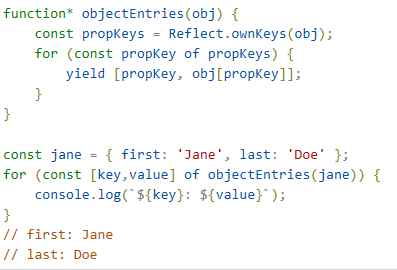 function* objectEntries(obj) {
    const propKeys = Reflect.ownKeys(obj);
    for (const propKey of propKeys) {
        yield [propKey, obj[propKey]];
    }
}

const jane = { first: 'Jane', last: 'Doe' };
for (const [key,value] of objectEntries(jane)) {
    console.log(`${key}: ${value}`);
}
// first: Jane
// last: Doe